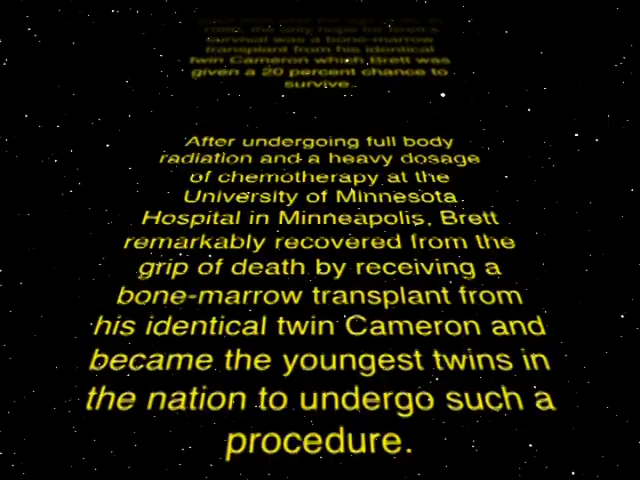 then, the only hope for Brett's
survival was a bone-marrow
transplant from his identical
twin Cameron which Brett was
given a 20 percent chance to
survive.
After undergoing full body
radiation and a heavy dosage
of chemotherapy at the
University of Minnesota
Hospital in Minneapolis, Brett
remarkably recovered from the
grip of death by receiving a
bone-marrow transplant from
his identical twin Cameron and
became the youngest twins in
the nation to undergo such a
procedure.